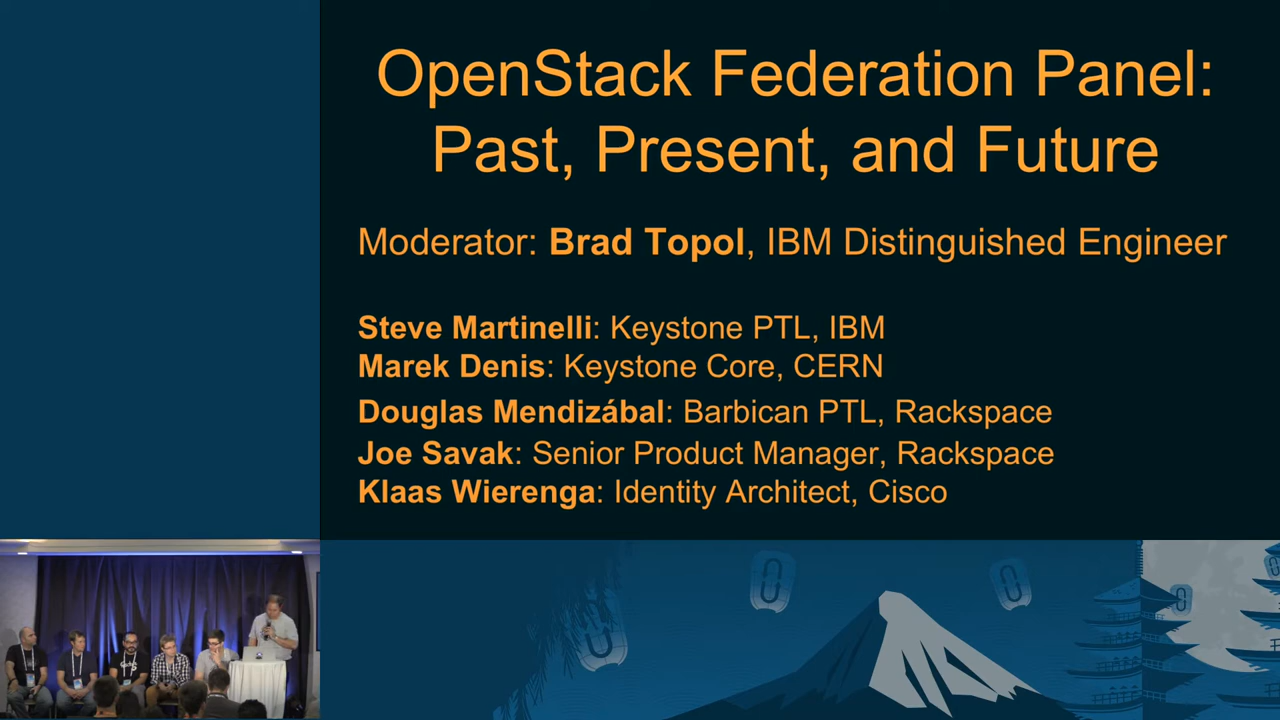 OpenStack Federation Panel:
Past, Present, and Future
Moderator: Brad Topol, IBM Distinguished Engineer
Steve Martinelli: Keystone PTL, IBM
Marek Denis: Keystone Core, CERN
Douglas Mendizábal: Barbican PTL, Rackspace
Joe Savak: Senior Product Manager, Rackspace
Klaas Wierenga: Identity Architect, Cisco